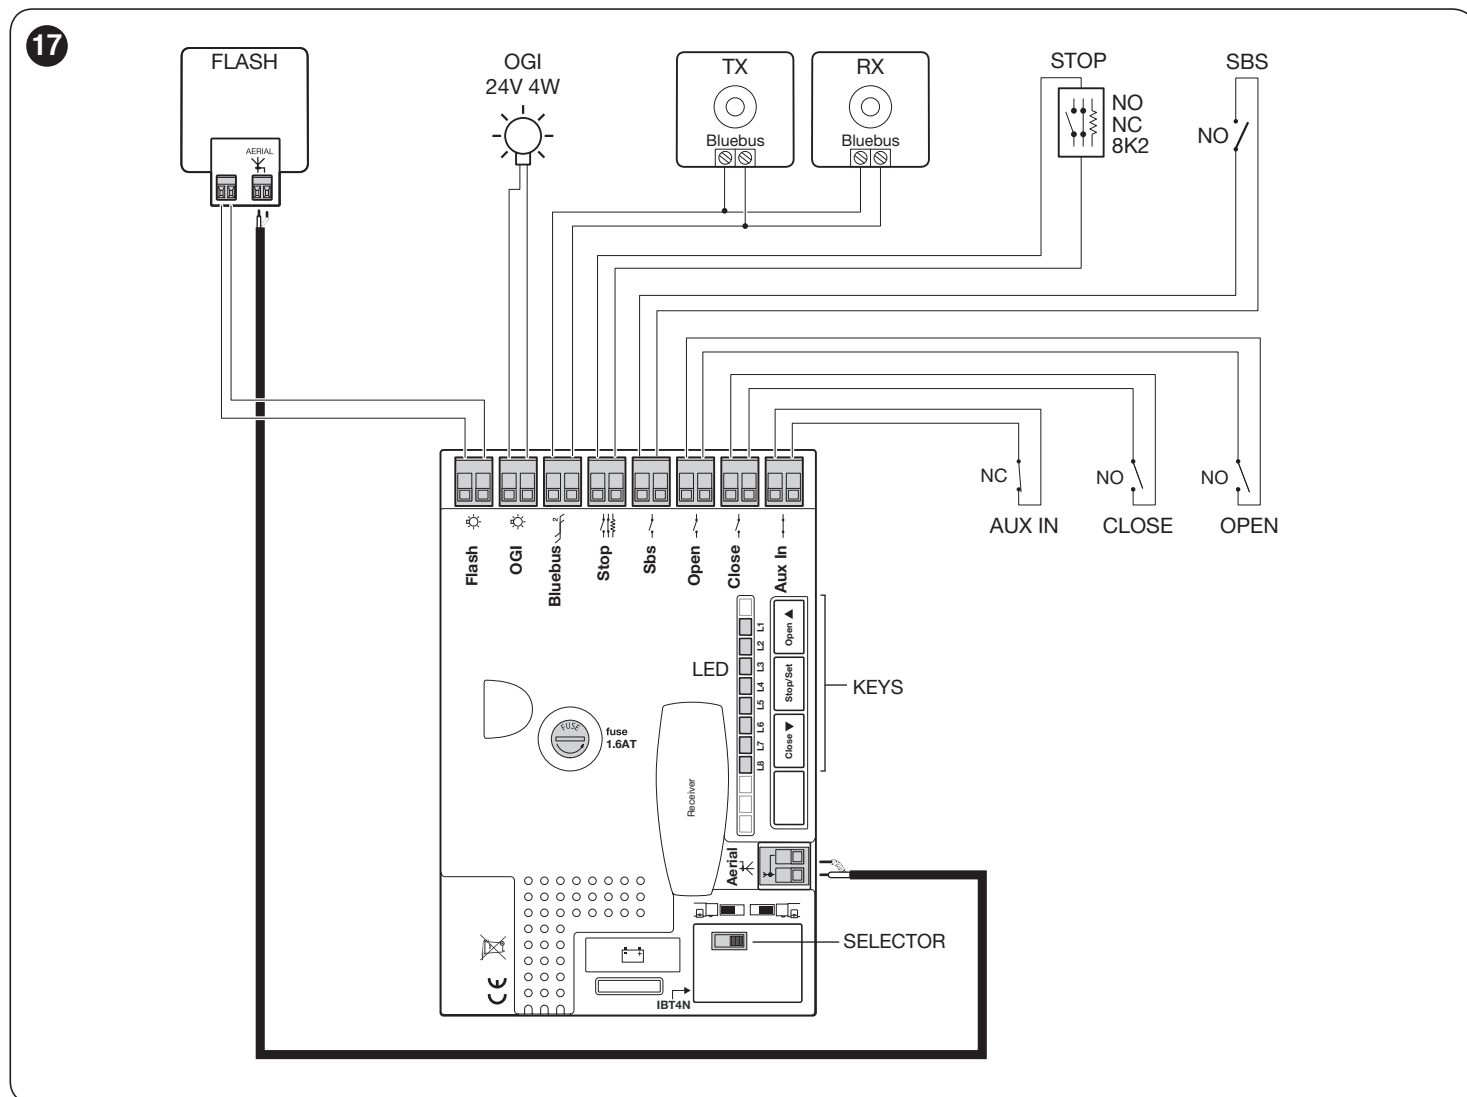 17
FLASH
AERIAL
OGI
24V 4W
TX
Bluebus
RX
Bluebus
STOP
NO
NC
8K2
SBS
NO
NC
AUX IN
NO
CLOSE
NO
OPEN
Flash
OGI
Bluebus
2
Stop
Sbs
Open
Close
Aux In
LED
L1
L2
L3
L4
L5
L6
L7
L8
Open ▲
Stop/Set
Close ▼
KEYS
FUSE
fuse
1.6AT
Receiver
Aerial
SELECTOR
IBT4N
CE